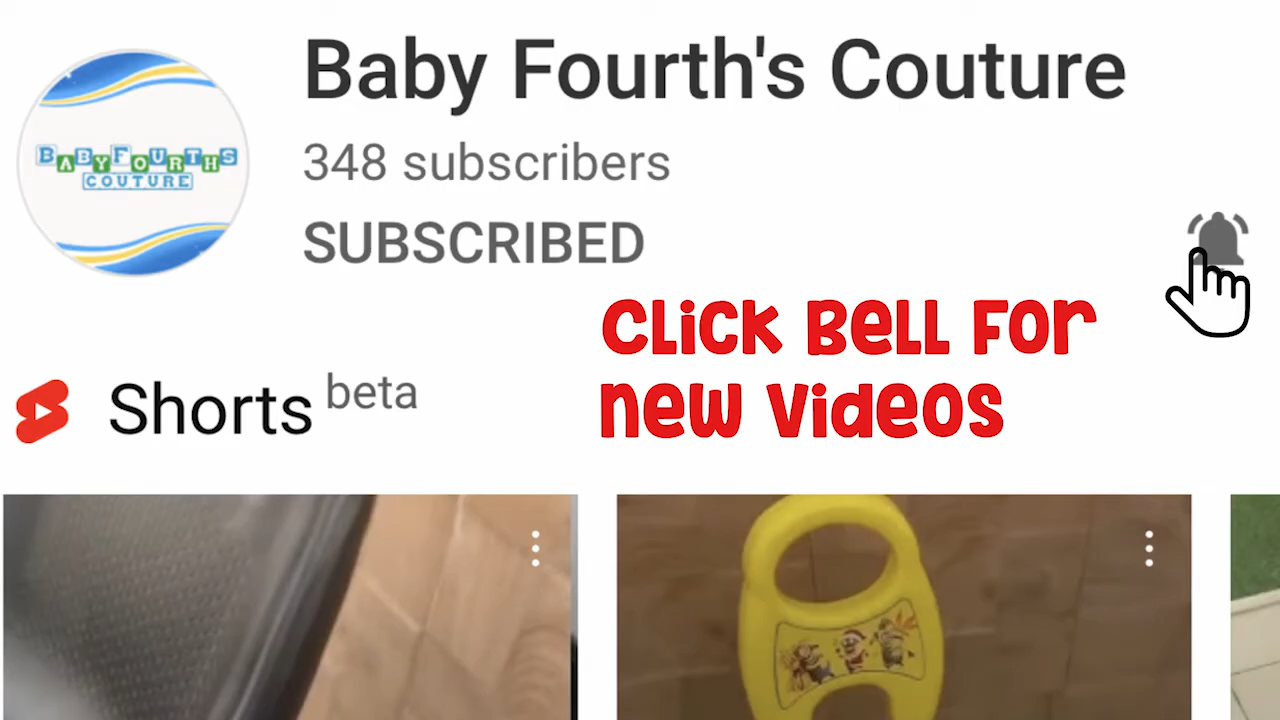 Baby Fourth's Couture
BABYFOURTHS
COUTURE
348 subscribers
SUBSCRIBED
Click Bell For
new Videos
Shorts beta